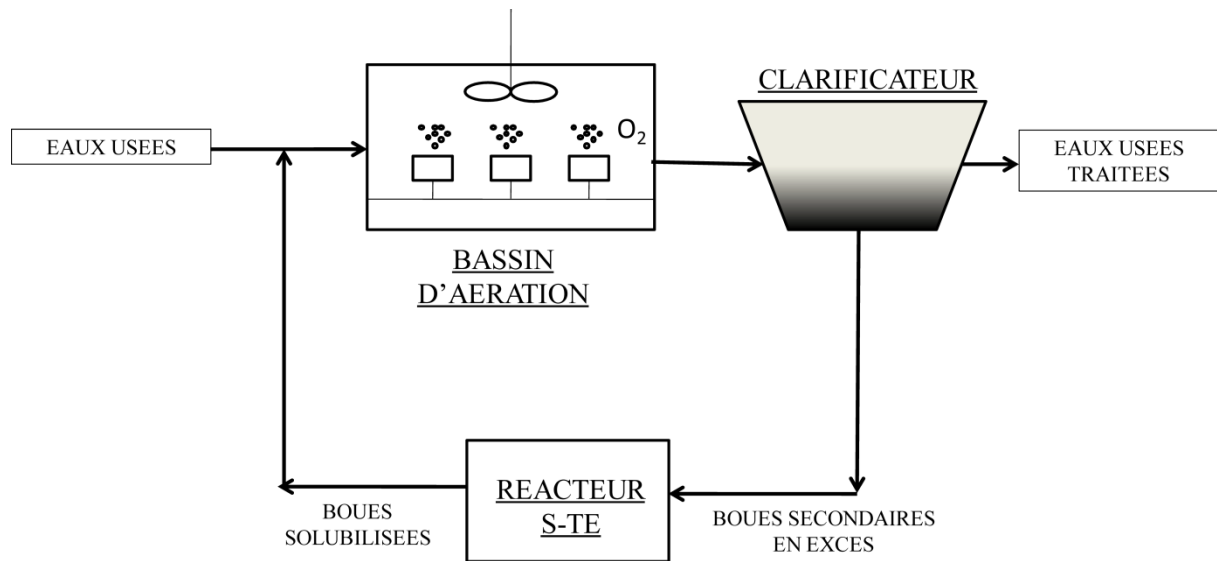 CLARIFICATEUR
O₂
EAUX USEES
EAUX USEES
TRAITEES
BASSIN
D'AERATION
REACTEUR
S-TE
BOUES
SOLUBILISEES
BOUES SECONDAIRES
EN EXCES